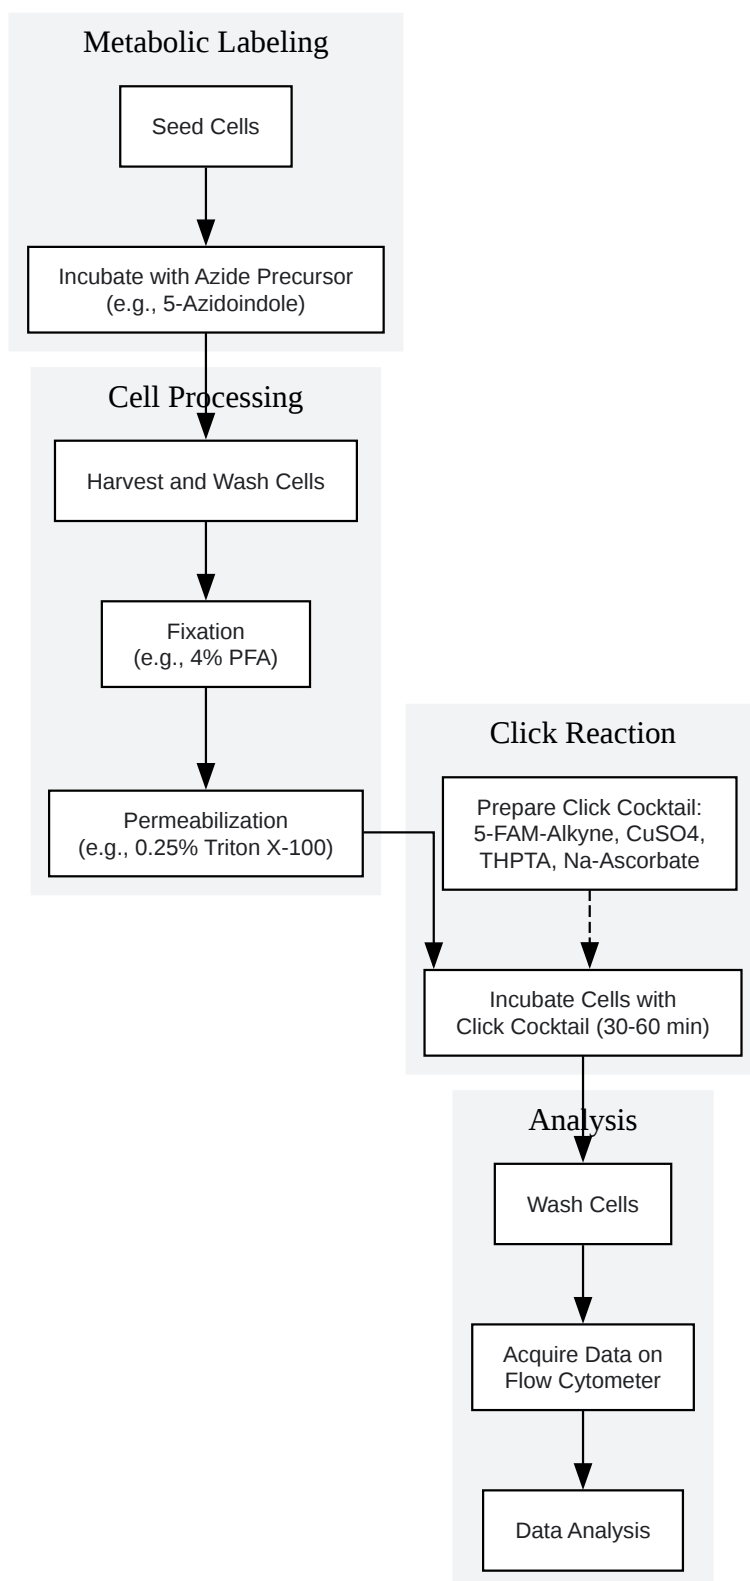 Metabolic Labeling
Seed Cells
Incubate with Azide Precursor
(e.g., 5-Azidoindole)
Cell Processing
Harvest and Wash Cells
Fixation
(e.g., 4% PFA)
Permeabilization
(e.g., 0.25% Triton X-100)
Click Reaction
Prepare Click Cocktail:
5-FAM-Alkyne, CuSO4,
THPTA, Na-Ascorbate
Incubate Cells with
Click Cocktail (30-60 min)
Analysis
Wash Cells
Acquire Data on
Flow Cytometer
Data Analysis